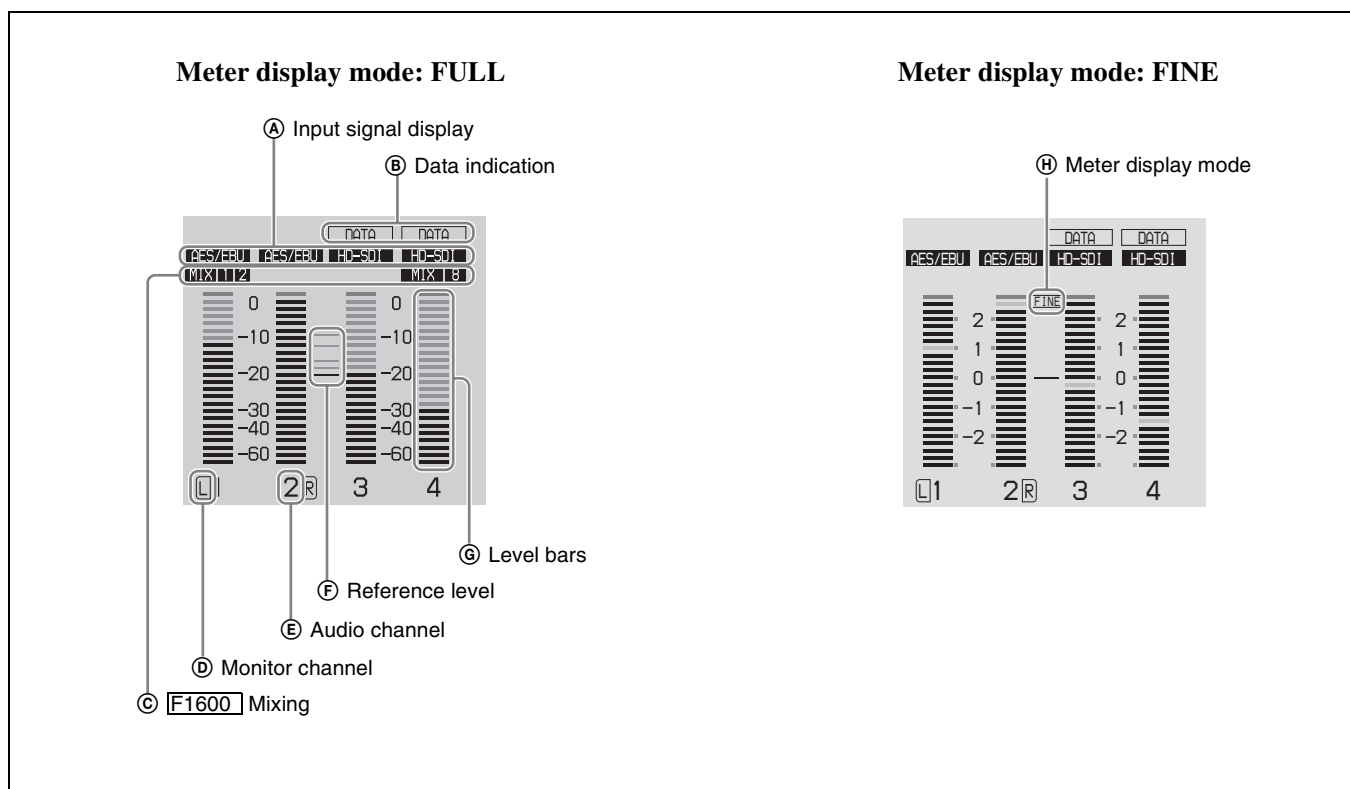 Meter display mode: FULL
Ⓐ Input signal display
Ⓑ Data indication
DATA DATA
AES/EBU AES/EBU HD-SDI HD-SDI
MIX 1 2 MIX 8
0 0
-10 -10
-20 -20
-30 -30
-40 -40
-60 -60
L 2 R 3 4
Ⓖ Level bars
Ⓕ Reference level
Ⓔ Audio channel
Ⓓ Monitor channel
Ⓒ F1600 Mixing
Meter display mode: FINE
Ⓗ Meter display mode
DATA DATA
AES/EBU AES/EBU HD-SDI HD-SDI
FINE
2 2
1 1
0 0
-1 -1
-2 -2
L 1 2 R 3 4